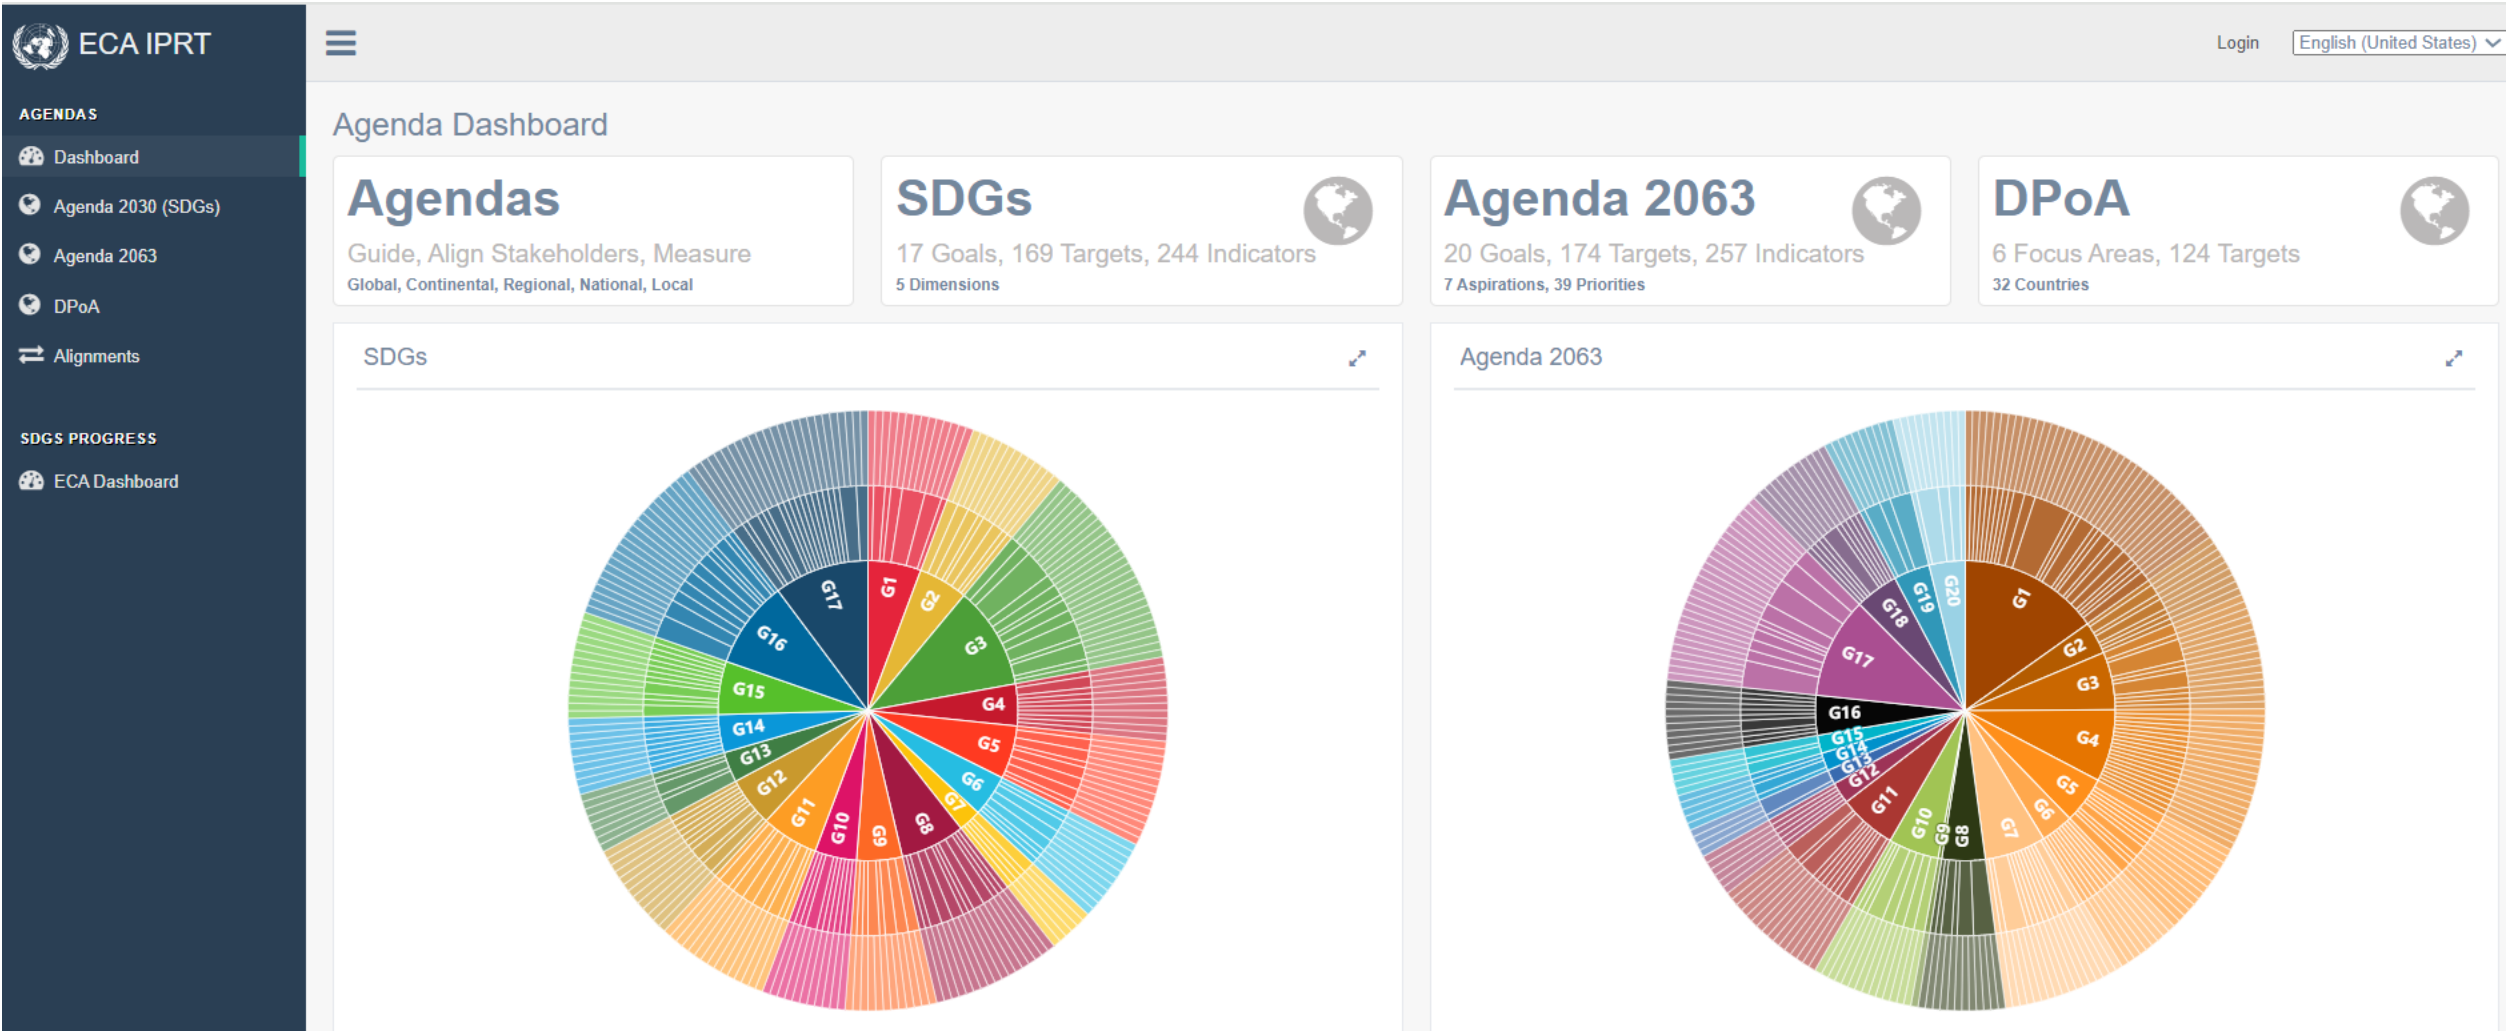 ECA IPRT
Login
English (United States)
AGENDAS
Dashboard
Agenda 2030 (SDGs)
Agenda 2063
DPoA
Alignments
SDGS PROGRESS
ECA Dashboard
Agenda Dashboard
Agendas
Guide, Align Stakeholders, Measure
Global, Continental, Regional, National, Local
SDGs
17 Goals, 169 Targets, 244 Indicators
5 Dimensions
Agenda 2063
20 Goals, 174 Targets, 257 Indicators
7 Aspirations, 39 Priorities
DPoA
6 Focus Areas, 124 Targets
32 Countries
SDGs
G1
G2
G3
G4
G5
G6
G7
G8
G9
G10
G11
G12
G13
G14
G15
G16
G17
Agenda 2063
G1
G2
G3
G4
G5
G6
G7
G8
G9
G10
G11
G12
G13
G14
G15
G16
G17
G18
G19
G20